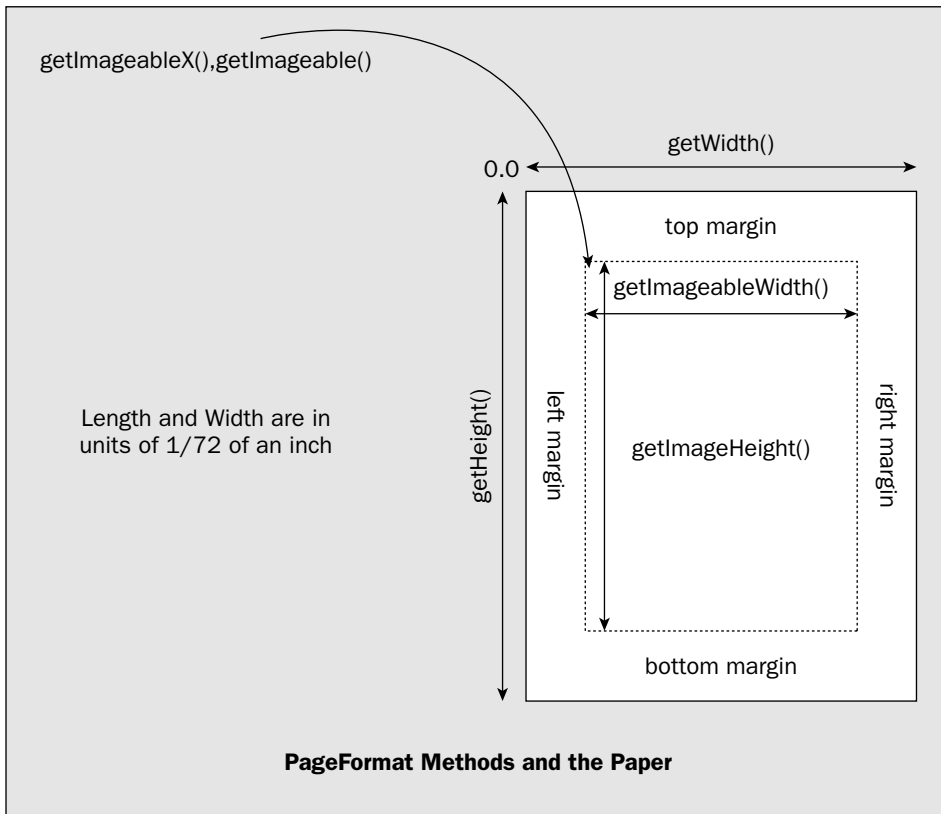 getImageableX(),getImageable()
getWidth()
0.0
top margin
getImageableWidth()
getHeight()
left margin
right margin
Length and Width are in
units of 1/72 of an inch
getImageHeight()
bottom margin
PageFormat Methods and the Paper